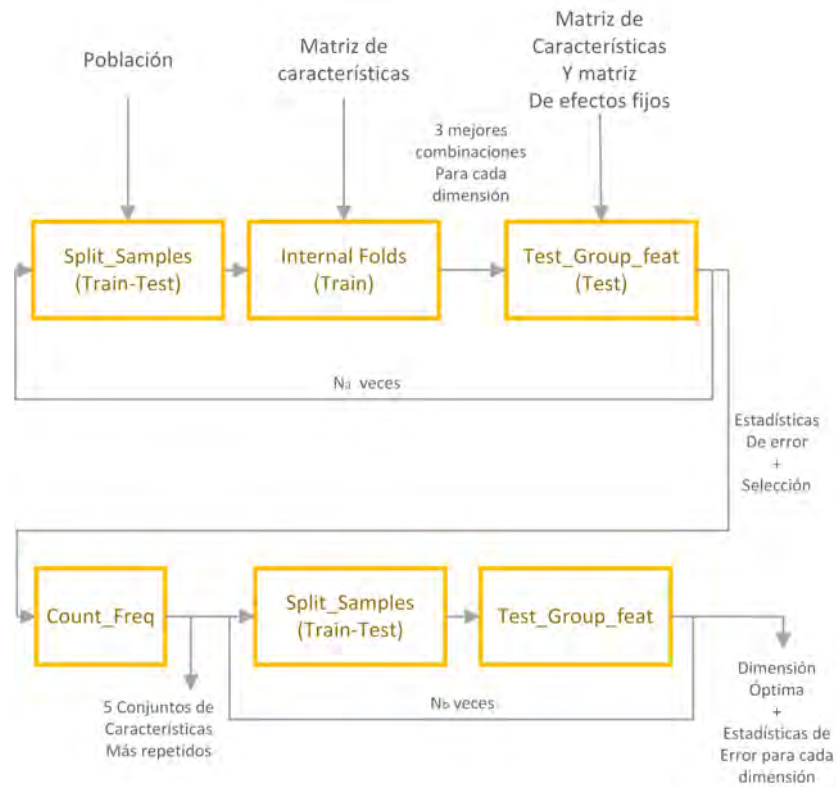 Población
Matriz de
características
Matriz de
Características
Y matriz
De efectos fijos
3 mejores
combinaciones
Para cada
dimensión
Split_Samples
(Train-Test)
Internal Folds
(Train)
Test_Group_feat
(Test)
Na veces
Estadísticas
De error
+
Selección
Count_Freq
Split_Samples
(Train-Test)
Test_Group_feat
5 Conjuntos de
Características
Más repetidos
Nb veces
Dimensión
Óptima
+
Estadísticas de
Error para cada
dimensión